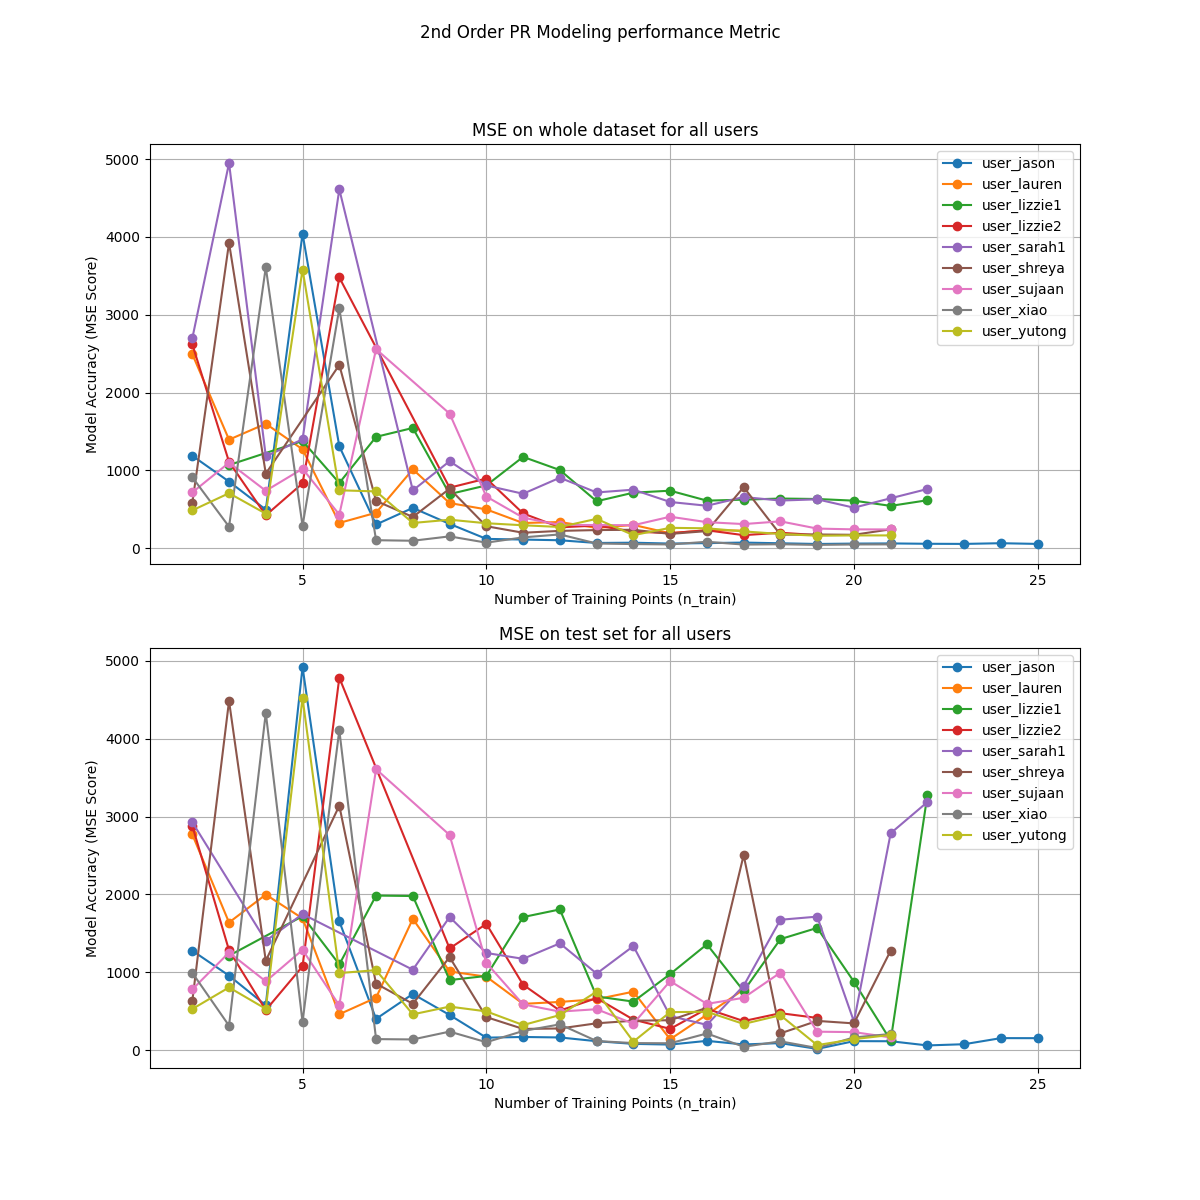 2nd Order PR Modeling performance Metric
MSE on whole dataset for all users
5000
4000
3000
2000
1000
0
Model Accuracy (MSE Score)
user_jason
user_lauren
user_lizzie1
user_lizzie2
user_sarah1
user_shreya
user_sujaan
user_xiao
user_yutong
5 10 15 20 25
Number of Training Points (n_train)
MSE on test set for all users
5000
4000
3000
2000
1000
0
Model Accuracy (MSE Score)
user_jason
user_lauren
user_lizzie1
user_lizzie2
user_sarah1
user_shreya
user_sujaan
user_xiao
user_yutong
5 10 15 20 25
Number of Training Points (n_train)